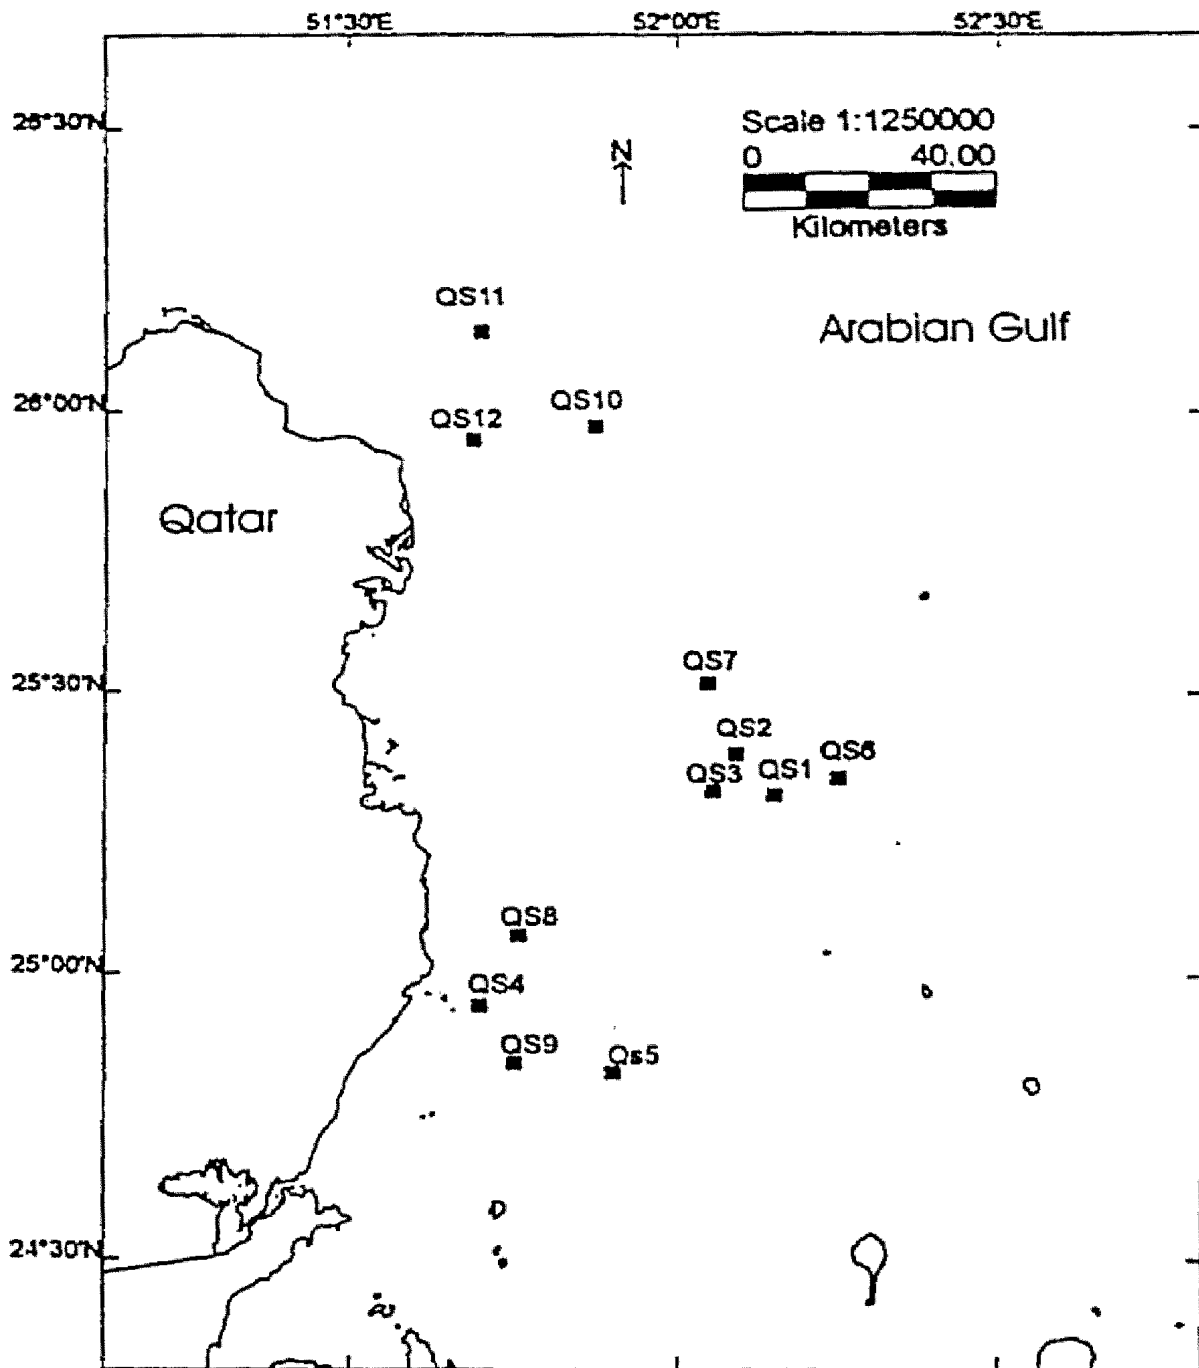 51°30'E 52°00'E 52°30'E
26°30'N
Scale 1:1250000
N
0 40.00
Kilometers
QS11
Arabian Gulf
26°00'N
QS10
QS12
Qatar
QS7
25°30'N
QS2
QS6
QS3 QS1
QS8
25°00'N
QS4
QS9
Qs5
24°30'N